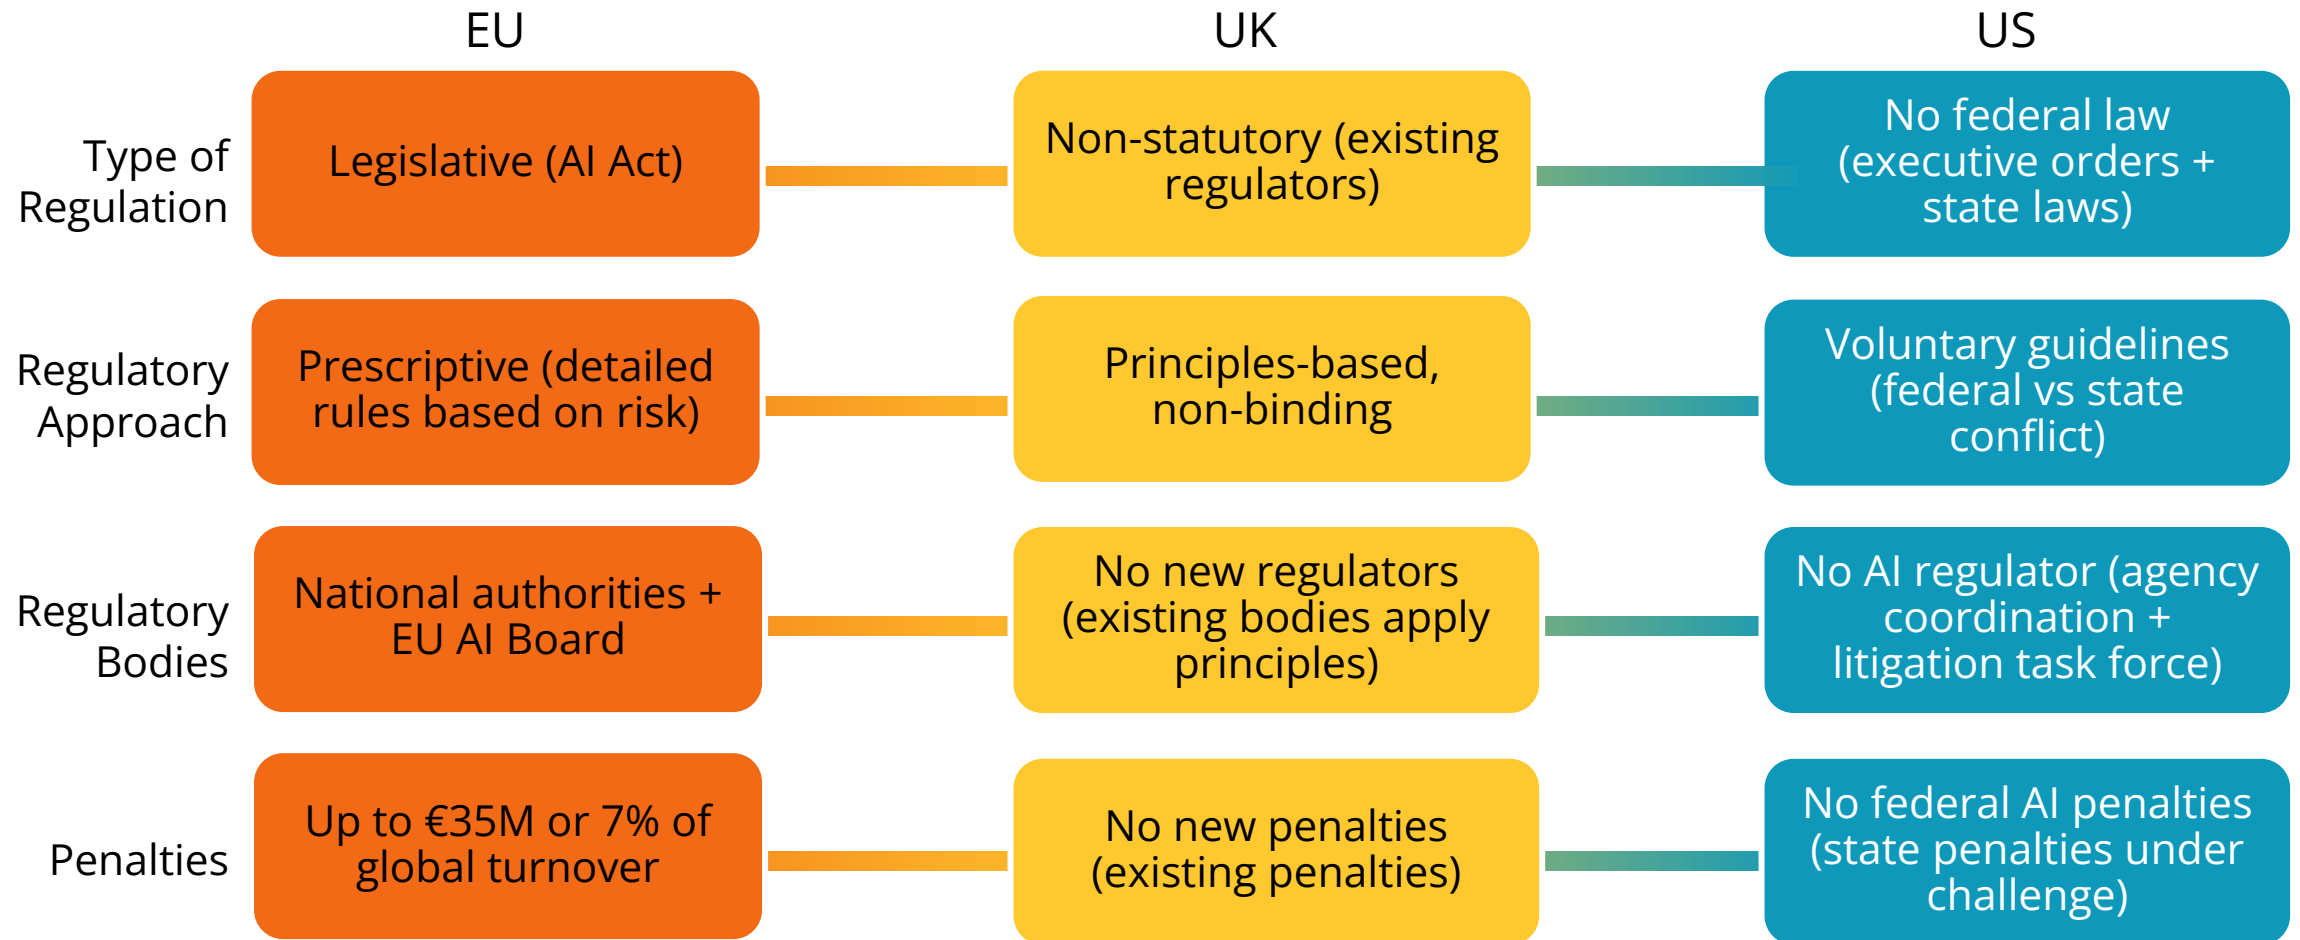 EU
UK
US
Type of
Regulation
Legislative (AI Act)
Non-statutory (existing
regulators)
No federal law
(executive orders +
state laws)
Regulatory
Approach
Prescriptive (detailed
rules based on risk)
Principles-based,
non-binding
Voluntary guidelines
(federal vs state
conflict)
Regulatory
Bodies
National authorities +
EU AI Board
No new regulators
(existing bodies apply
principles)
No AI regulator (agency
coordination +
litigation task force)
Penalties
Up to €35M or 7% of
global turnover
No new penalties
(existing penalties)
No federal AI penalties
(state penalties under
challenge)